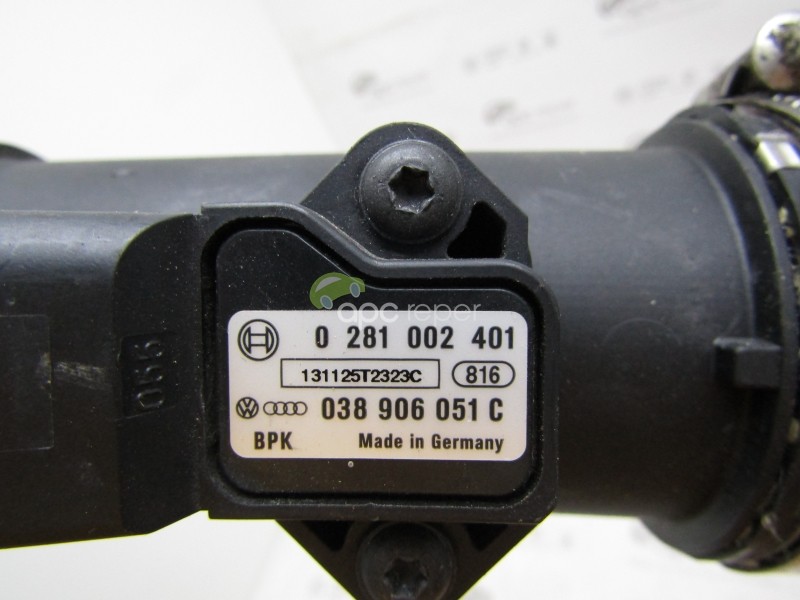 apc reper
0 281 002 401
131125T2323C 816
038 906 051 C
BPK Made in Germany